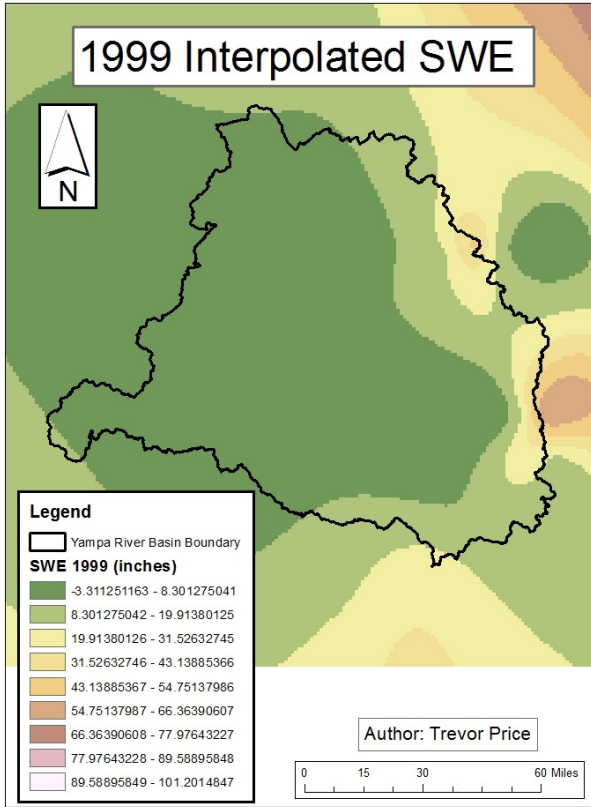 1999 Interpolated SWE
N
Legend
Yampa River Basin Boundary
SWE 1999 (inches)
-3.311251163 - 8.301275041
8.301275042 - 19.91380125
19.91380126 - 31.52632745
31.52632746 - 43.13885366
43.13885367 - 54.75137986
54.75137987 - 66.36390607
66.36390608 - 77.97643227
77.97643228 - 89.58895848
89.58895849 - 101.2014847
Author: Trevor Price
0 15 30 60 Miles